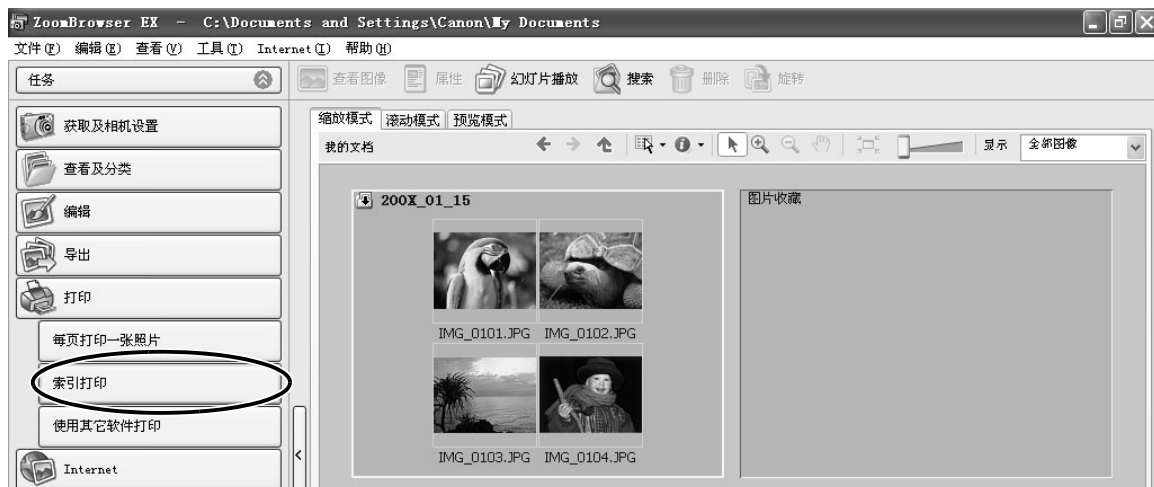 ZoomBrowser EX - C:\Documents and Settings\Canon\My Documents
文件(F) 编辑(E) 查看(V) 工具(T) Internet(I) 帮助(H)
任务
查看图像 属性 幻灯片播放 搜索 删除 旋转
获取及相机设置
查看及分类
编辑
导出
打印
每页打印一张照片
索引打印
使用其它软件打印
Internet
缩放模式 滚动模式 预览模式
我的文档
显示 全部图像
200X_01_15
IMG_0101.JPG IMG_0102.JPG
IMG_0103.JPG IMG_0104.JPG
图片收藏